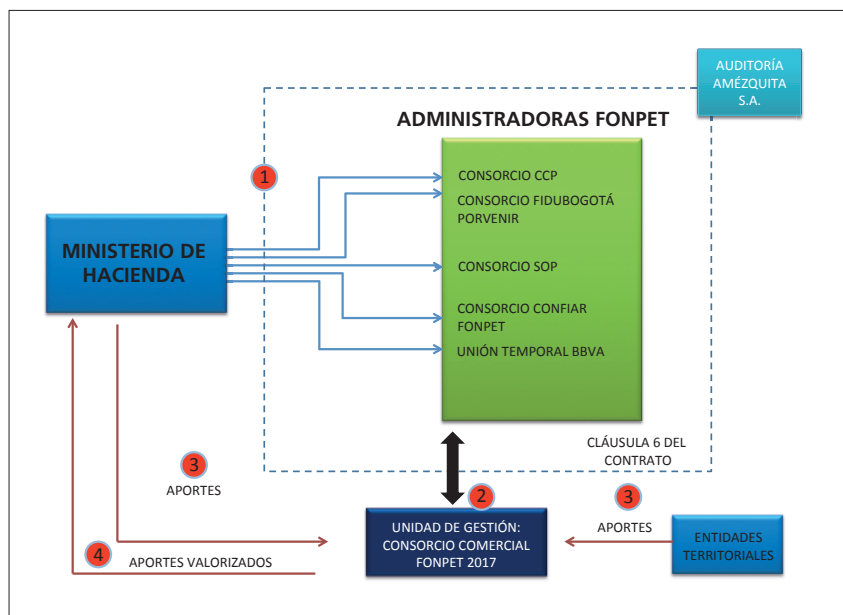 AUDITORÍA
AMÉZQUITA
S.A.
ADMINISTRADORAS FONPET
1
CONSORCIO CCP
CONSORCIO FIDUBOGOTÁ
PORVENIR
MINISTERIO DE
HACIENDA
CONSORCIO SOP
CONSORCIO CONFIAR
FONPET
UNIÓN TEMPORAL BBVA
CLÁUSULA 6 DEL
CONTRATO
3
APORTES
2
3
APORTES
UNIDAD DE GESTIÓN:
CONSORCIO COMERCIAL
FONPET 2017
ENTIDADES
TERRITORIALES
4
APORTES VALORIZADOS